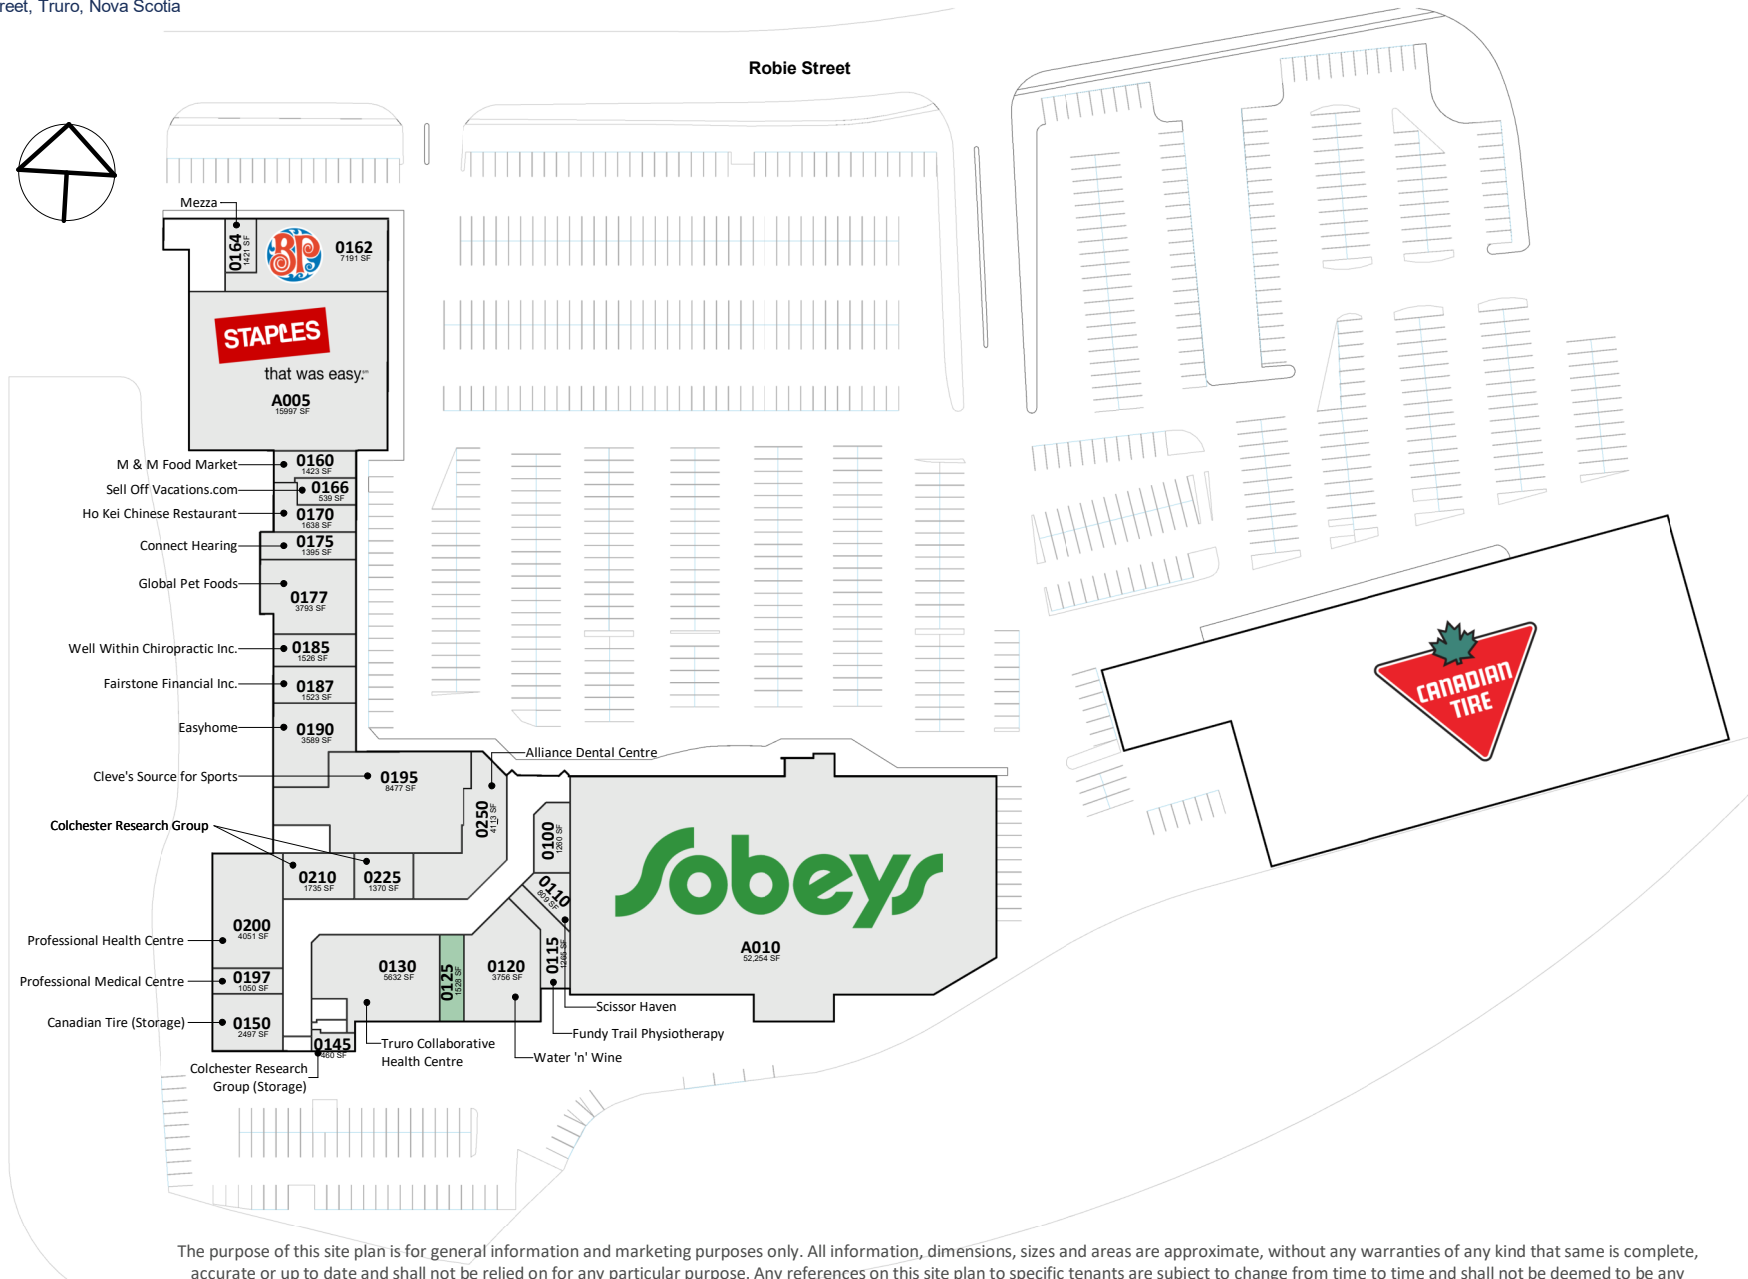 reet, Truro, Nova Scotia
Robie Street
Mezza
0164
1421 SF
BP
0162
7191 SF
STAPLES
that was easy.
A005
15997 SF
M & M Food Market
0160
1423 SF
Sell Off Vacations.com
0166
539 SF
Ho Kei Chinese Restaurant
0170
1638 SF
Connect Hearing
0175
1395 SF
Global Pet Foods
0177
3793 SF
Well Within Chiropractic Inc.
0185
1526 SF
Fairstone Financial Inc.
0187
1523 SF
Easyhome
0190
3589 SF
Cleve's Source for Sports
0195
8477 SF
Alliance Dental Centre
0250
4113 SF
Colchester Research Group
0210
1735 SF
0225
1370 SF
0100
1260 SF
0110
809 SF
0115
1265 SF
Sobeys
A010
52,254 SF
CANADIAN
TIRE
Professional Health Centre
0200
4051 SF
Professional Medical Centre
0197
1050 SF
Canadian Tire (Storage)
0150
2497 SF
0130
5632 SF
0125
1528 SF
0120
3756 SF
0145
460 SF
Scissor Haven
Fundy Trail Physiotherapy
Water 'n' Wine
Truro Collaborative
Health Centre
Colchester Research
Group (Storage)
The purpose of this site plan is for general information and marketing purposes only. All information, dimensions, sizes and areas are approximate, without any warranties of any kind that same is complete,
accurate or up to date and shall not be relied on for any particular purpose. Any references on this site plan to specific tenants are subject to change from time to time and shall not be deemed to be any